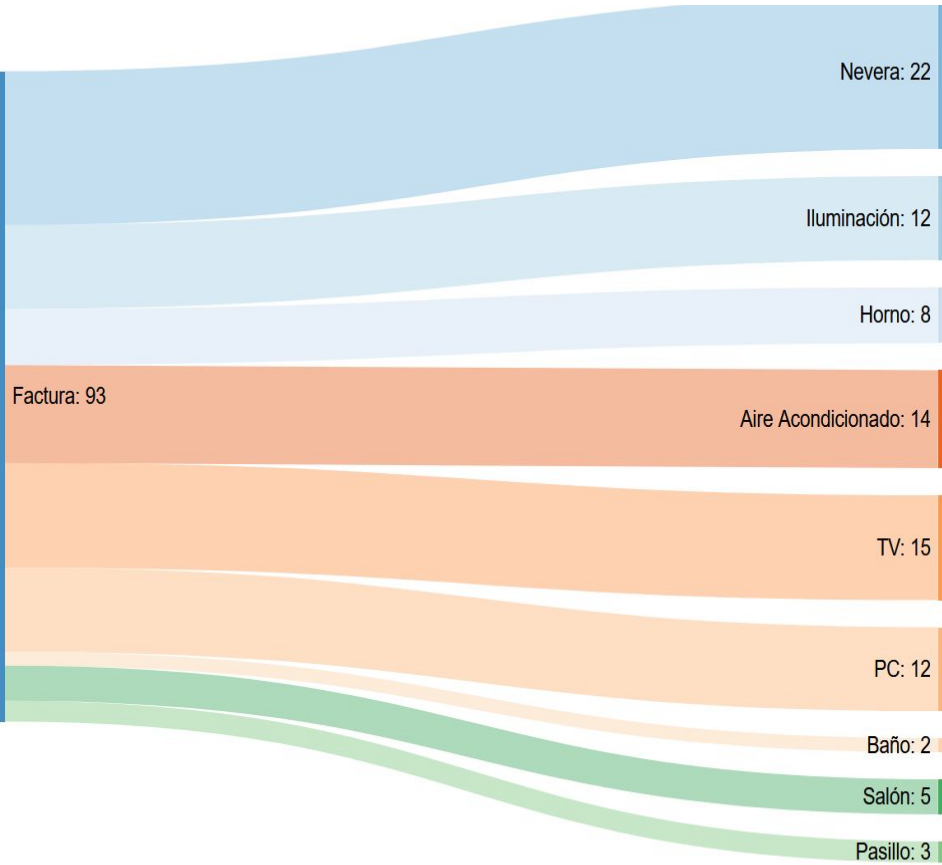 Nevera: 22
Iluminación: 12
Horno: 8
Factura: 93
Aire Acondicionado: 14
TV: 15
PC: 12
Baño: 2
Salón: 5
Pasillo: 3